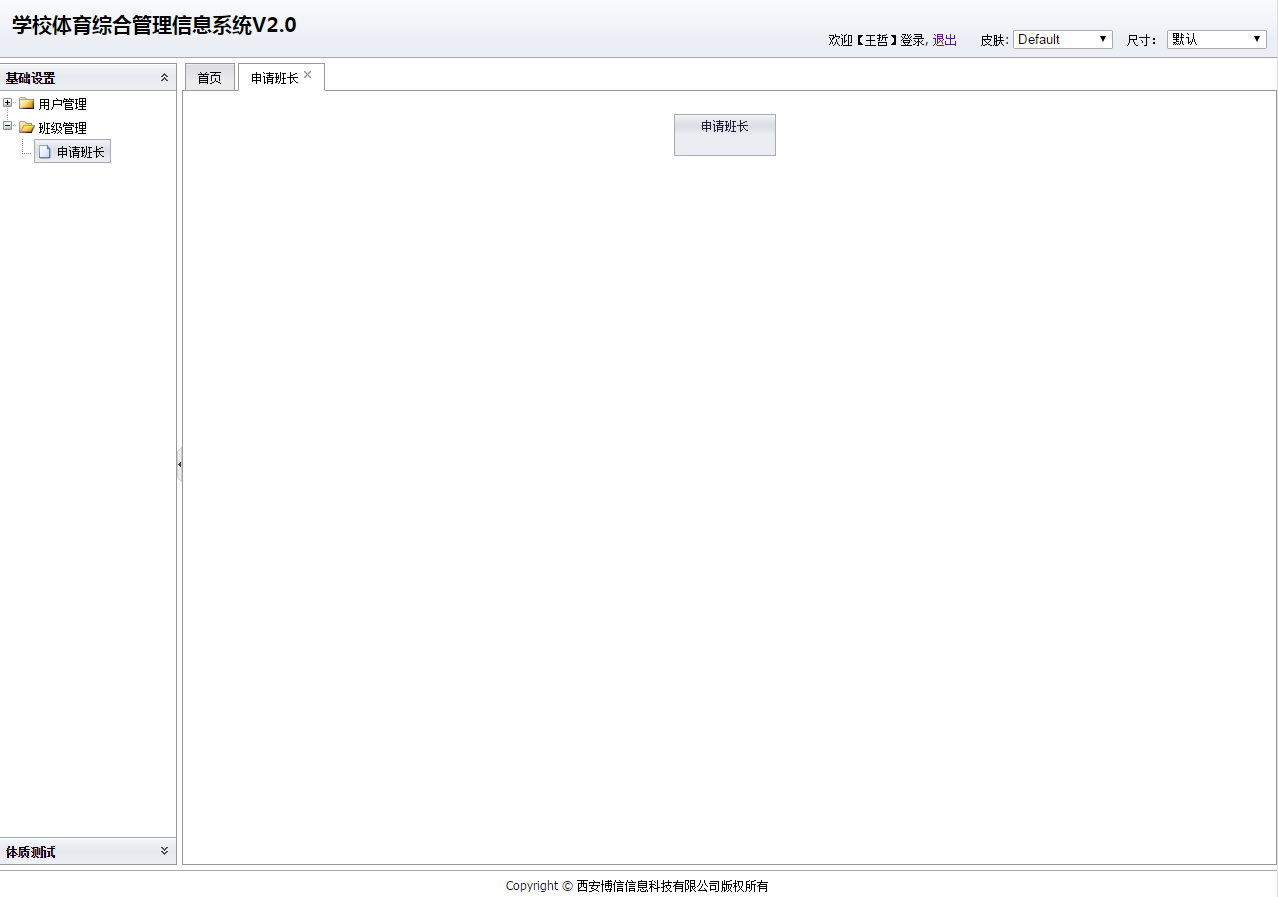 学校体育综合管理信息系统V2.0
欢迎【王哲】登录, 退出 皮肤: Default 尺寸： 默认
基础设置
首页 申请班长
用户管理
班级管理
申请班长
申请班长
体质测试
Copyright © 西安博信信息科技有限公司版权所有